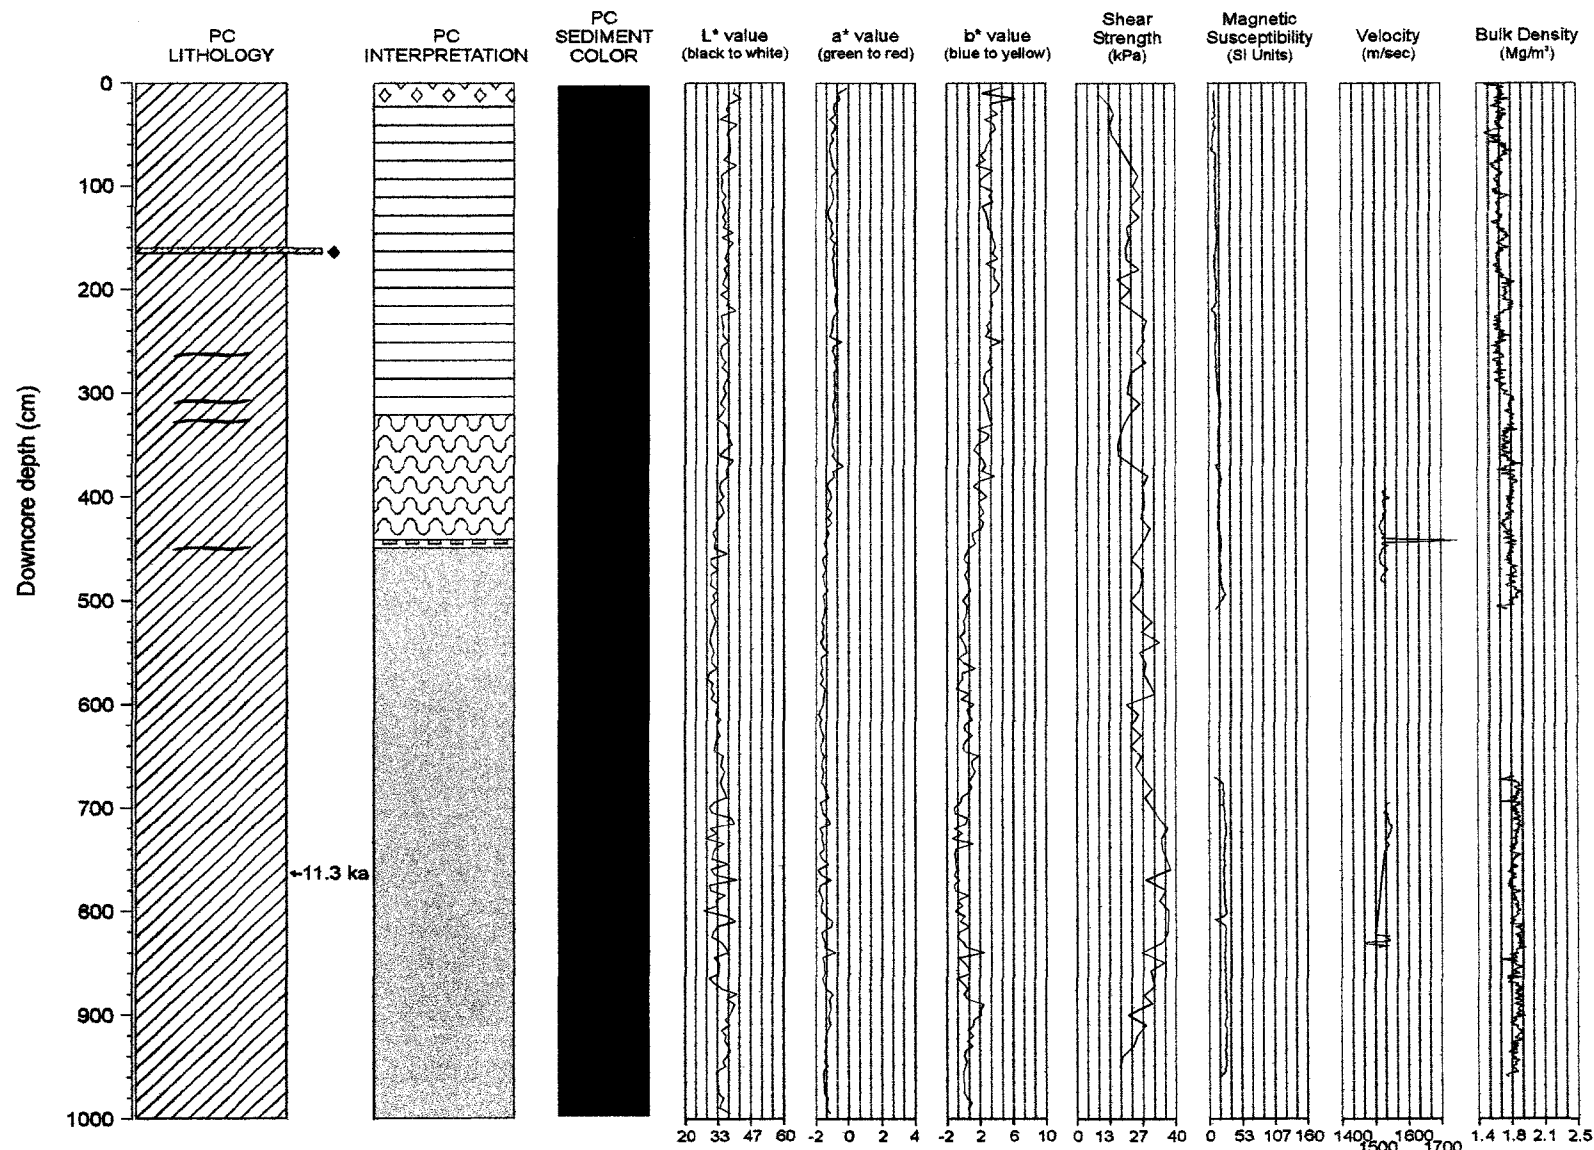 PC
LITHOLOGY
PC
INTERPRETATION
PC
SEDIMENT
COLOR
L* value
(black to white)
a* value
(green to red)
b* value
(blue to yellow)
Shear
Strength
(kPa)
Magnetic
Susceptibility
(SI Units)
Velocity
(m/sec)
Bulk Density
(Mg/m³)
Downcore depth (cm)
0
100
200
300
400
500
600
700
800
900
1000
←11.3 ka
20 33 47 60
-2 0 2 4
-2 2 6 10
0 13 27 40
0 53 107 160
1400 1500 1600 1700
1.4 1.8 2.1 2.5